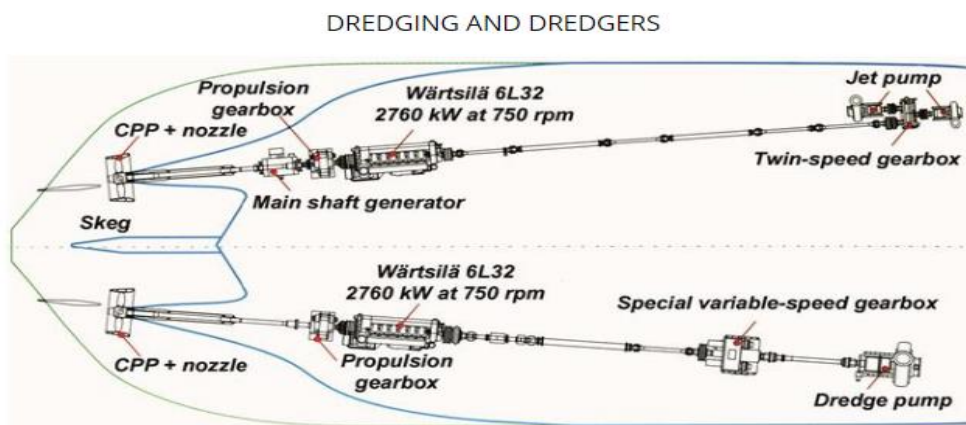 DREDGING AND DREDGERS
Propulsion
gearbox
Wärtsilä 6L32
2760 kW at 750 rpm
Jet pump
CPP + nozzle
Twin-speed gearbox
Main shaft generator
Skeg
Wärtsilä 6L32
2760 kW at 750 rpm
Special variable-speed gearbox
CPP + nozzle
Propulsion
gearbox
Dredge pump